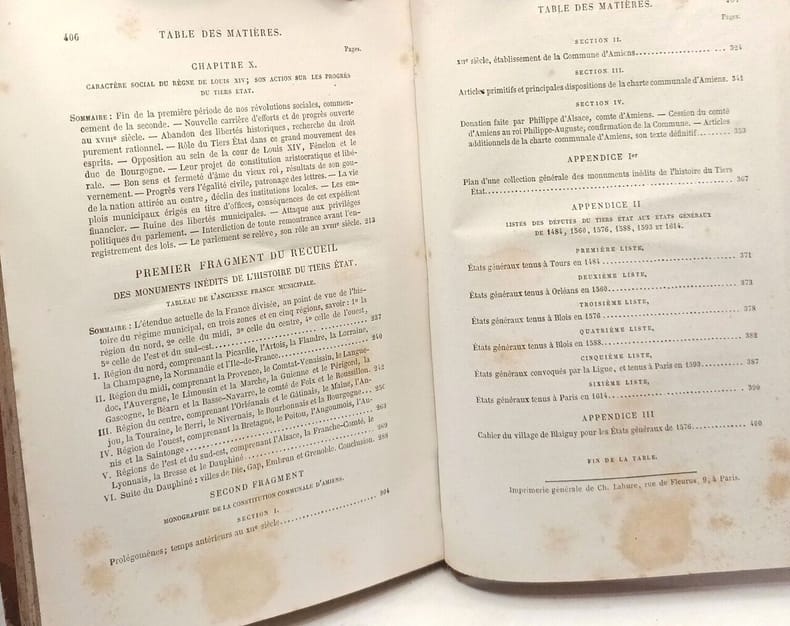 406
TABLE DES MATIÈRES.
Pages.
CHAPITRE X.
CARACTÈRE SOCIAL DU RÈGNE DE LOUIS XIV; SON ACTION SUR LES PROGRÈS
DU TIERS ÉTAT.
SOMMAIRE : Fin de la première période de nos révolutions sociales, commen-
cement de la seconde. — Nouvelle carrière d'efforts et de progrès ouverte
au XVIIIe siècle. — Abandon des libertés historiques, recherche du droit
purement rationnel. — Rôle du Tiers État dans ce grand mouvement des
esprits. — Opposition au sein de la cour de Louis XIV, Fénelon et le
duc de Bourgogne. — Leur projet de constitution aristocratique et libé-
rale. — Bon sens et fermeté d'âme du vieux roi, résultats de son gou-
vernement. — Progrès vers l'égalité civile, patronage des lettres. — La vie
de la nation attirée au centre, déclin des institutions locales. — Les em-
plois municipaux érigés en titre d'offices, conséquences de cet expédient
financier. — Ruine des libertés municipales. — Attaque aux priviléges
politiques du parlement. — Interdiction de toute remontrance avant l'en-
registrement des lois. — Le parlement se relève, son rôle au XVIIIe siècle. 213
PREMIER FRAGMENT DU RECUEIL
DES MONUMENTS INÉDITS DE L'HISTOIRE DU TIERS ÉTAT.
TABLEAU DE L'ANCIENNE FRANCE MUNICIPALE.
SOMMAIRE : L'étendue actuelle de la France divisée, au point de vue de l'his-
toire du régime municipal, en trois zones et en cinq régions, savoir : 1º la
région du nord, 2º celle du midi, 3º celle du centre, 4º celle de l'ouest,
5º celle de l'est et du sud-est. 237
I. Région du nord, comprenant la Picardie, l'Artois, la Flandre, la Lorraine,
la Champagne, la Normandie et l'Ile-de-France. 240
II. Région du midi, comprenant la Provence, le Comtat-Venaissin, le Langue-
doc, l'Auvergne, le Limousin et la Marche, la Guienne et le Périgord, la
Gascogne, le Béarn et la Basse-Navarre, le comté de Foix et le Roussillon. 242
III. Région du centre, comprenant l'Orléanais et le Gâtinais, le Maine, l'An-
jou, la Touraine, le Berri, le Nivernais, le Bourbonnais et la Bourgogne.
IV. Région de l'ouest, comprenant la Bretagne, le Poitou, l'Angoumois, l'Au-
nis et la Saintonge
V. Régions de l'est et du sud-est, comprenant l'Alsace, la Franche-Comté, le
Lyonnais, la Bresse et le Dauphiné
VI. Suite du Dauphiné : villes de Die, Gap, Embrun et Grenoble. Conclusion. 288
SECOND FRAGMENT
MONOGRAPHIE DE LA CONSTITUTION COMMUNALE D'AMIENS.
SECTION I.
Prolégomènes; temps antérieurs au XIIe siècle. 304
TABLE DES MATIÈRES.
Pages.
SECTION II.
XIIe siècle, établissement de la Commune d'Amiens. 324
SECTION III.
Articles primitifs et principales dispositions de la charte communale d'Amiens. 341
SECTION IV.
Donation faite par Philippe d'Alsace, comte d'Amiens. — Cession du comté
d'Amiens au roi Philippe-Auguste, confirmation de la Commune. — Articles
additionnels de la charte communale d'Amiens, son texte définitif. 353
APPENDICE Ier
Plan d'une collection générale des monuments inédits de l'histoire du Tiers
État. 367
APPENDICE II
LISTES DES DÉPUTÉS DU TIERS ÉTAT AUX ÉTATS GÉNÉRAUX
DE 1484, 1560, 1576, 1588, 1593 ET 1614.
PREMIÈRE LISTE,
États généraux tenus à Tours en 1484. 371
DEUXIÈME LISTE,
États généraux tenus à Orléans en 1560. 373
TROISIÈME LISTE,
États généraux tenus à Blois en 1576. 378
QUATRIÈME LISTE,
États généraux tenus à Blois en 1588. 382
CINQUIÈME LISTE,
États généraux convoqués par la Ligue, et tenus à Paris en 1593. 387
SIXIÈME LISTE,
États généraux tenus à Paris en 1614. 390
APPENDICE III
Cahier du village de Blaigny pour les États généraux de 1576. 400
FIN DE LA TABLE.
Imprimerie générale de Ch. Lahure, rue de Fleurus, 9, à Paris.